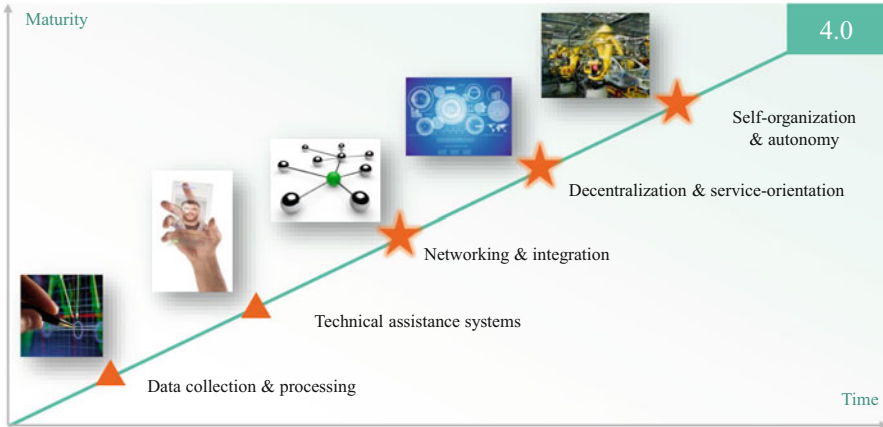 Maturity
4.0
Self-organization
& autonomy
Decentralization & service-orientation
Networking & integration
Technical assistance systems
Data collection & processing
Time